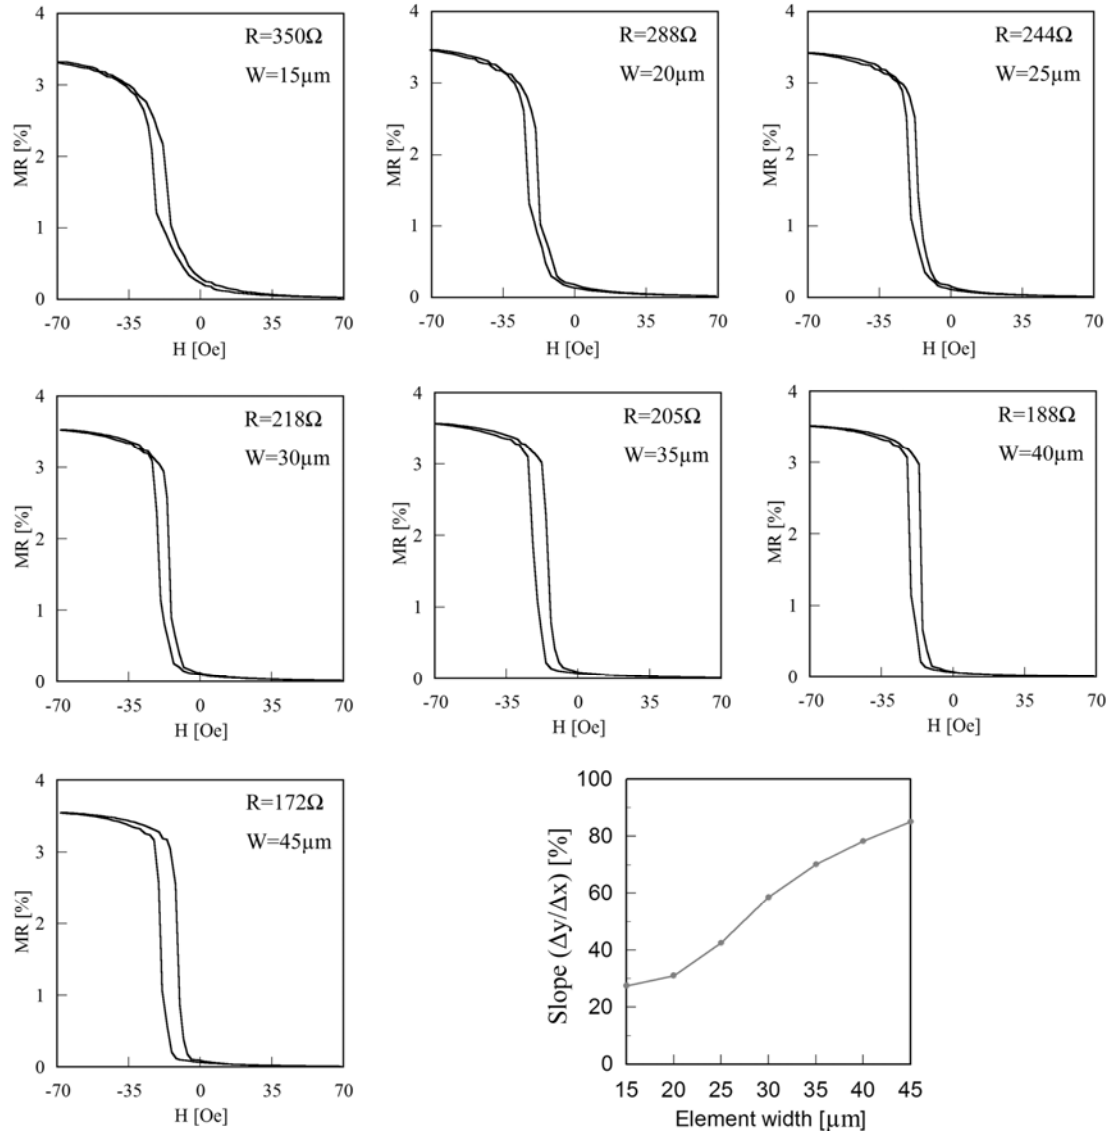 4
3
2
1
0
MR [%]
R=350Ω
W=15µm
-70 -35 0 35 70
H [Oe]
4
3
2
1
0
MR [%]
R=288Ω
W=20µm
-70 -35 0 35 70
H [Oe]
4
3
2
1
0
MR [%]
R=244Ω
W=25µm
-70 -35 0 35 70
H [Oe]
4
3
2
1
0
MR [%]
R=218Ω
W=30µm
-70 -35 0 35 70
H [Oe]
4
3
2
1
0
MR [%]
R=205Ω
W=35µm
-70 -35 0 35 70
H [Oe]
4
3
2
1
0
MR [%]
R=188Ω
W=40µm
-70 -35 0 35 70
H [Oe]
4
3
2
1
0
MR [%]
R=172Ω
W=45µm
-70 -35 0 35 70
H [Oe]
100
80
60
40
20
0
Slope (Δy/Δx) [%]
15 20 25 30 35 40 45
Element width [µm]